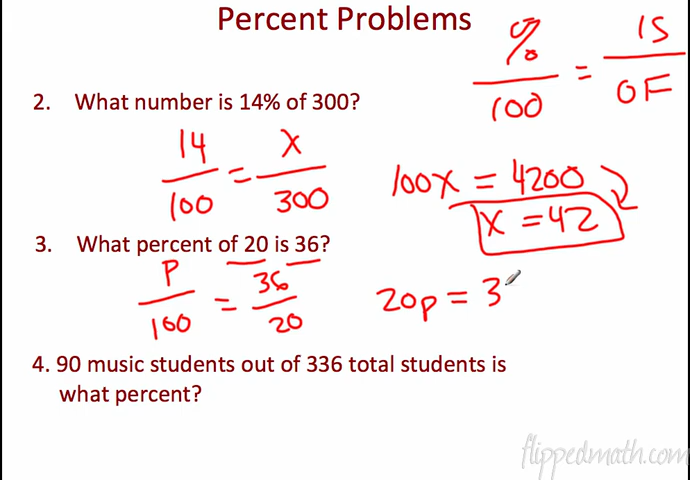 Percent Problems
% / 100 = IS / OF
2. What number is 14% of 300?
14 / 100 = x / 300
100x = 4200
x = 42
3. What percent of 20 is 36?
P / 100 = 36 / 20
20p = 3
4. 90 music students out of 336 total students is
what percent?
flippedmath.com